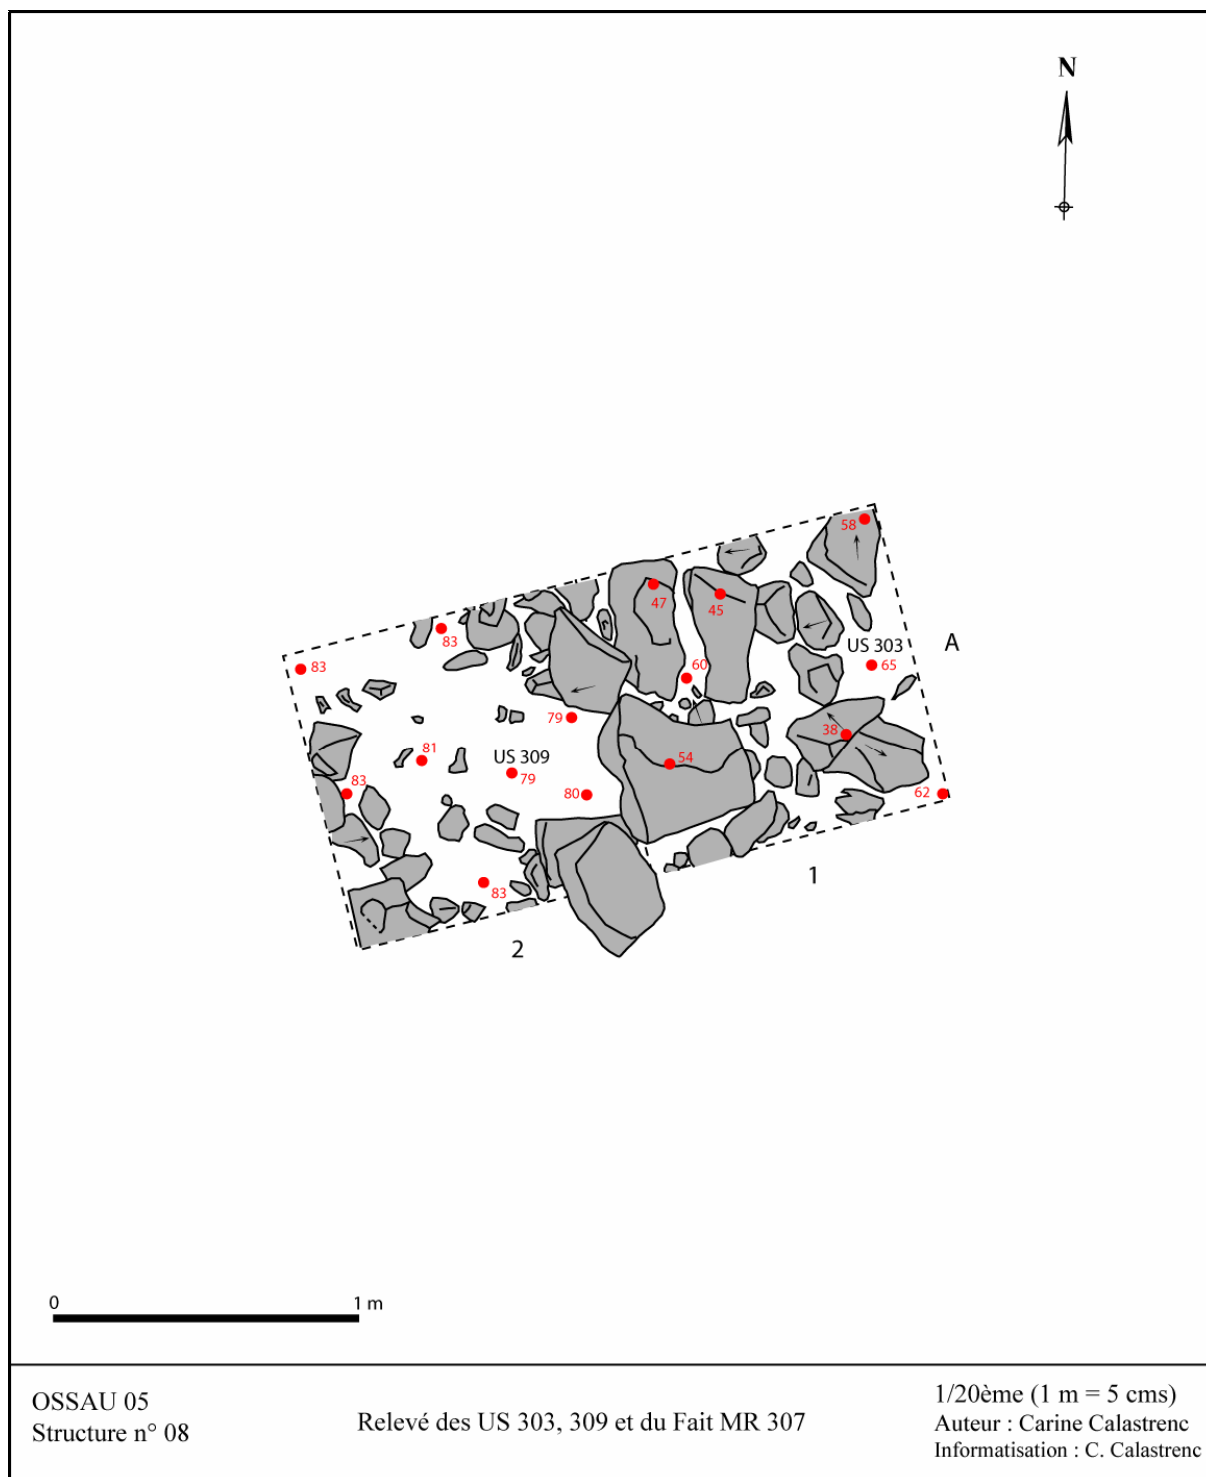 N
58
47
45
83
US 303
A
83
60
65
79
38
81
US 309
54
79
83
80
62
1
83
2
0 1 m
OSSAU 05
Structure n° 08
Relevé des US 303, 309 et du Fait MR 307
1/20ème (1 m = 5 cms)
Auteur : Carine Calastrenc
Informatisation : C. Calastrenc